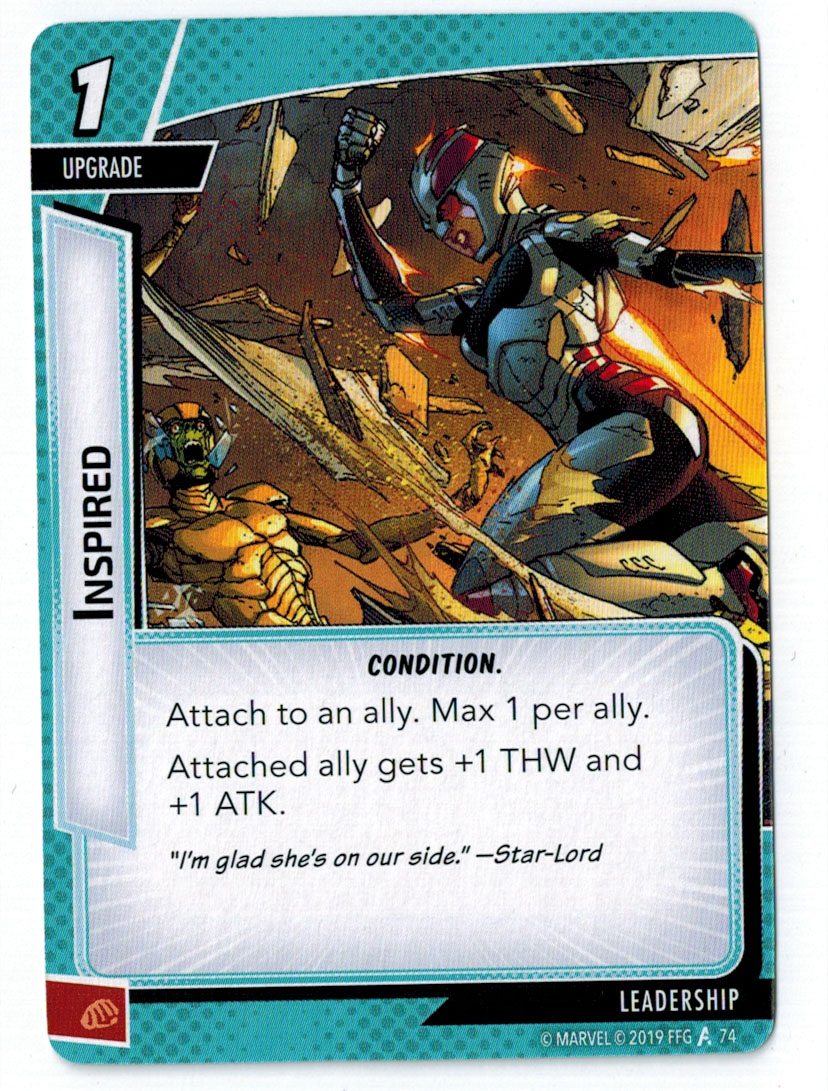 1
UPGRADE
INSPIRED
CONDITION.
Attach to an ally. Max 1 per ally.
Attached ally gets +1 THW and
+1 ATK.
"I'm glad she's on our side." —Star-Lord
LEADERSHIP
© MARVEL © 2019 FFG 74